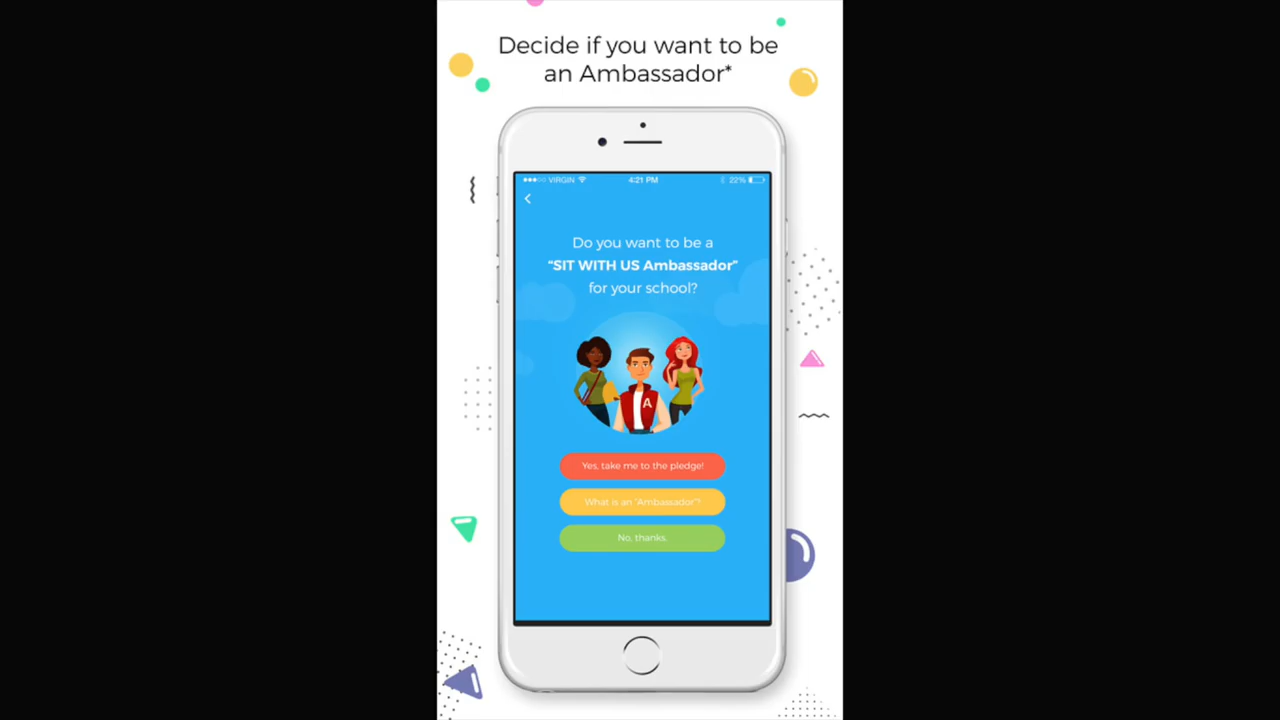 Decide if you want to be
an Ambassador*
VIRGIN 4:21 PM 22%
Do you want to be a
“SIT WITH US Ambassador”
for your school?
A
Yes, take me to the pledge!
What is an "Ambassador"?
No, thanks.